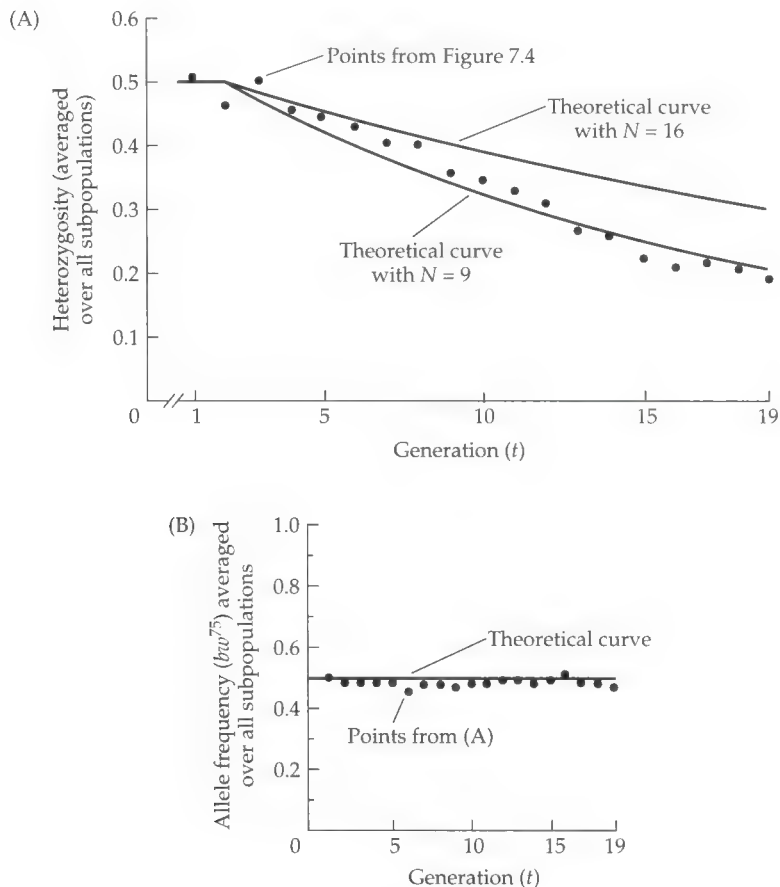 (A)
0.6
0.5
0.4
0.3
0.2
0.1
0
Heterozygosity (averaged
over all subpopulations)
Points from Figure 7.4
Theoretical curve
with N = 16
Theoretical curve
with N = 9
1
5
10
15
19
Generation (t)
(B)
1.0
0.8
0.6
0.4
0.2
0
Allele frequency (bw⁷⁵) averaged
over all subpopulations
Theoretical curve
Points from (A)
5
10
15
19
Generation (t)